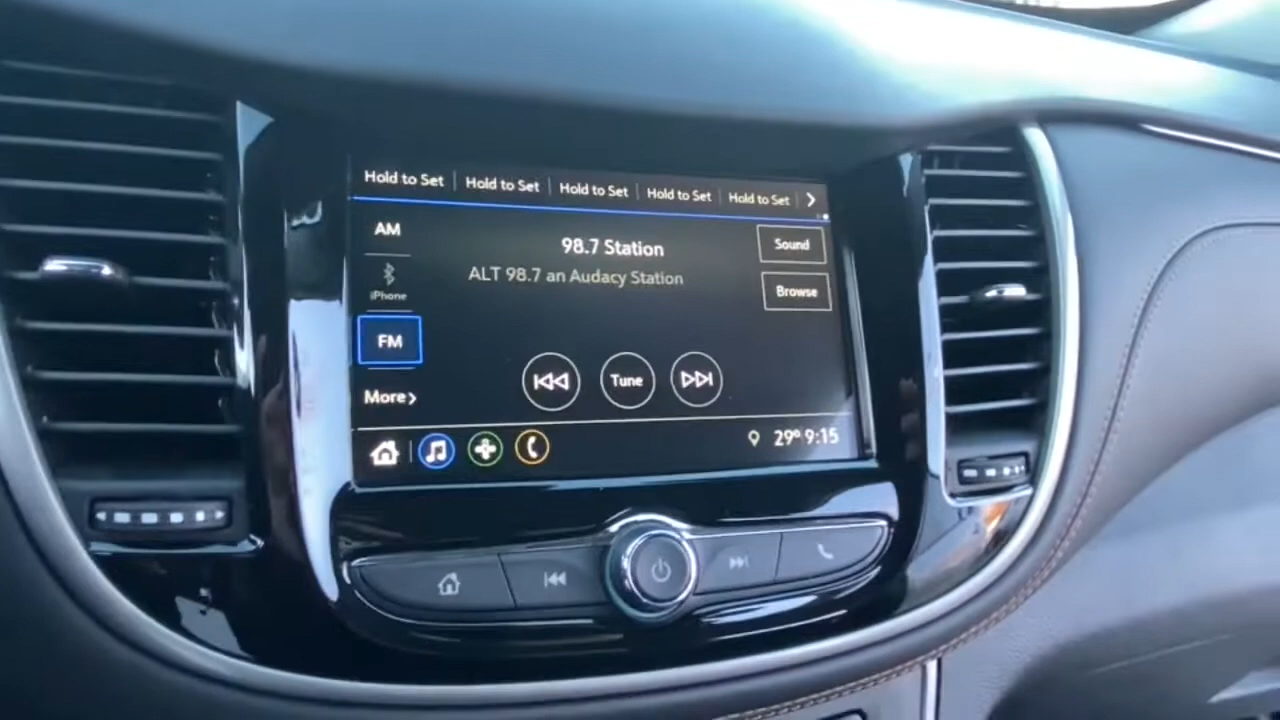 Hold to Set Hold to Set Hold to Set Hold to Set Hold to Set
AM
98.7 Station
Sound
ALT 98.7 an Audacy Station
iPhone
Browse
FM
Tune
More
29° 9:15